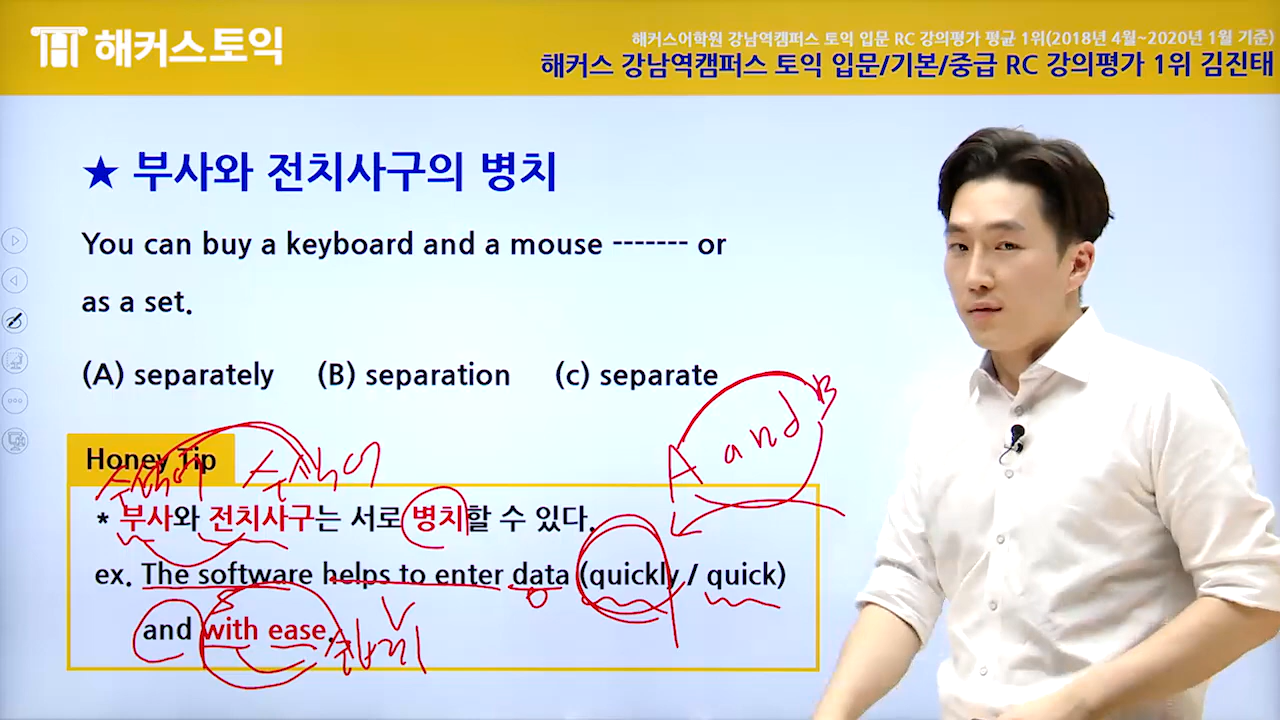 해커스토익
해커스어학원 강남역캠퍼스 토익 입문 RC 강의평가 평균 1위(2018년 4월~2020년 1월 기준)
해커스 강남역캠퍼스 토익 입문/기본/중급 RC 강의평가 1위 김진태
★ 부사와 전치사구의 병치
You can buy a keyboard and a mouse ------- or
as a set.
(A) separately (B) separation (c) separate
A and B
Honey Tip
수식어 수식어
* 부사와 전치사구는 서로 병치할 수 있다.
ex. The software helps to enter data (quickly / quick)
and with ease.
S V O